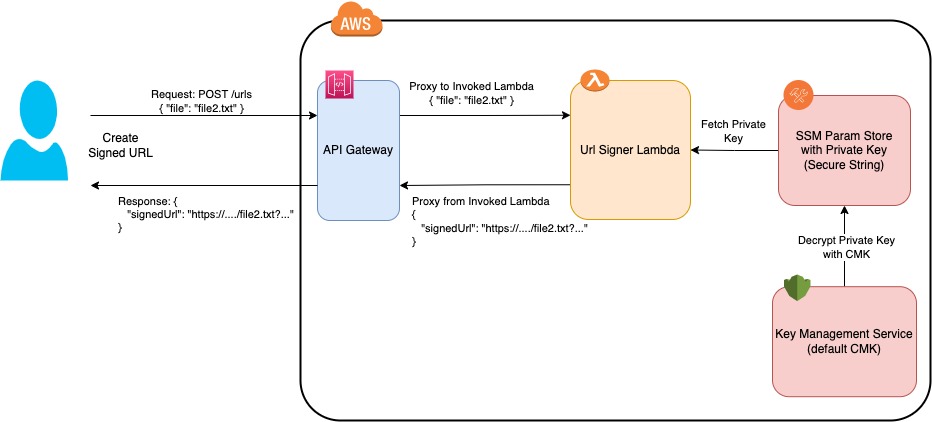 AWS
Request: POST /urls
{ "file": "file2.txt" }
Create
Signed URL
Response: {
"signedUrl": "https://..../file2.txt?..."
}
API Gateway
Proxy to Invoked Lambda
{ "file": "file2.txt" }
Proxy from Invoked Lambda
{
"signedUrl": "https://..../file2.txt?..."
}
Url Signer Lambda
Fetch Private
Key
SSM Param Store
with Private Key
(Secure String)
Decrypt Private Key
with CMK
Key Management Service
(default CMK)